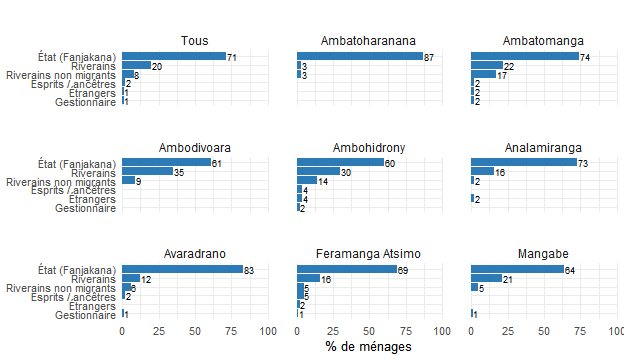 Tous Ambatoharanana Ambatomanga
État (Fanjakana) 71 87 74
Riverains 20 3 22
Riverains non migrants 8 3 17
Esprits / ancêtres 2 2
Étrangers 1 2
Gestionnaire 1 2
Ambodivoara Ambohidrony Analamiranga
État (Fanjakana) 61 60 73
Riverains 35 30 16
Riverains non migrants 9 14 2
Esprits / ancêtres 4
Étrangers 4 2
Gestionnaire 2
Avaradrano Feramanga Atsimo Mangabe
État (Fanjakana) 83 69 64
Riverains 12 16 21
Riverains non migrants 6 5 5
Esprits / ancêtres 2 5
Étrangers 2
Gestionnaire 1 1 1
0 25 50 75 100 0 25 50 75 100 0 25 50 75 100
% de ménages